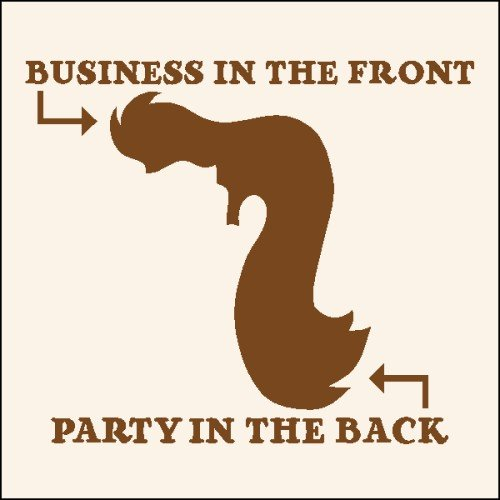 BUSINESS IN THE FRONT
PARTY IN THE BACK